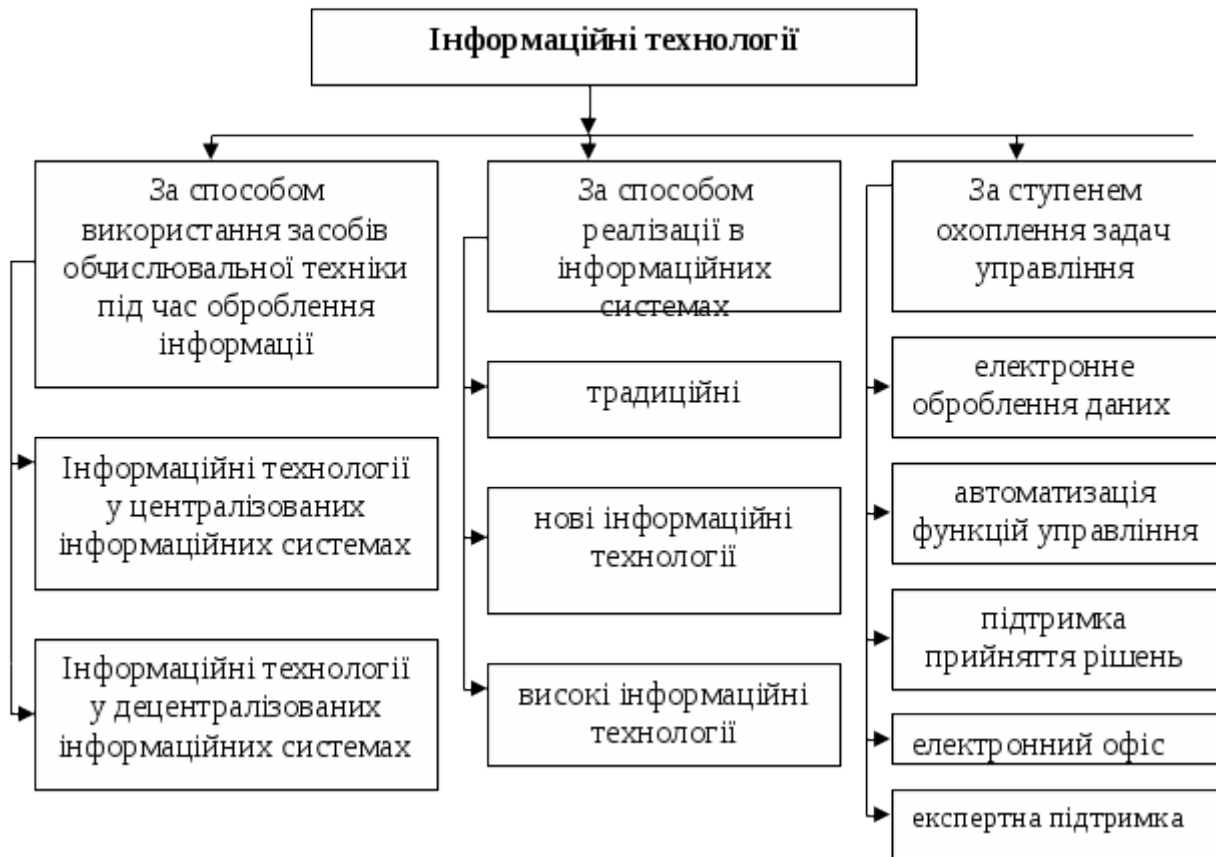 Інформаційні технології
За способом
використання засобів
обчислювальної техніки
під час оброблення
інформації
Інформаційні технології
у централізованих
інформаційних системах
Інформаційні технології
у децентралізованих
інформаційних системах
За способом
реалізації в
інформаційних
системах
традиційні
нові інформаційні
технології
високі інформаційні
технології
За ступенем
охоплення задач
управління
електронне
оброблення даних
автоматизація
функцій управління
підтримка
прийняття рішень
електронний офіс
експертна підтримка